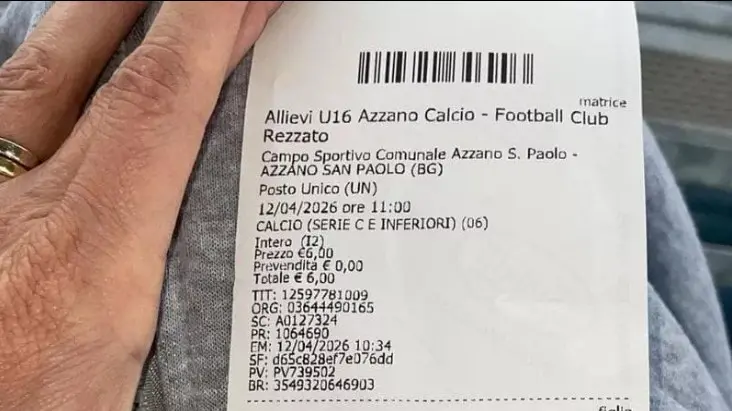 matrice
Allievi U16 Azzano Calcio - Football Club
Rezzato
Campo Sportivo Comunale Azzano S. Paolo -
AZZANO SAN PAOLO (BG)
Posto Unico (UN)
12/04/2026 ore 11:00
CALCIO (SERIE C E INFERIORI) (06)
Intero (I2)
Prezzo €6,00
Prevendita € 0,00
Totale € 6,00
TTT: 12597781009
ORG: 03644490165
SC: A0127324
PR: 1064690
EM: 12/04/2026 10:34
SF: d65c828ef7e076dd
PV: PV739502
BR: 3549320646903